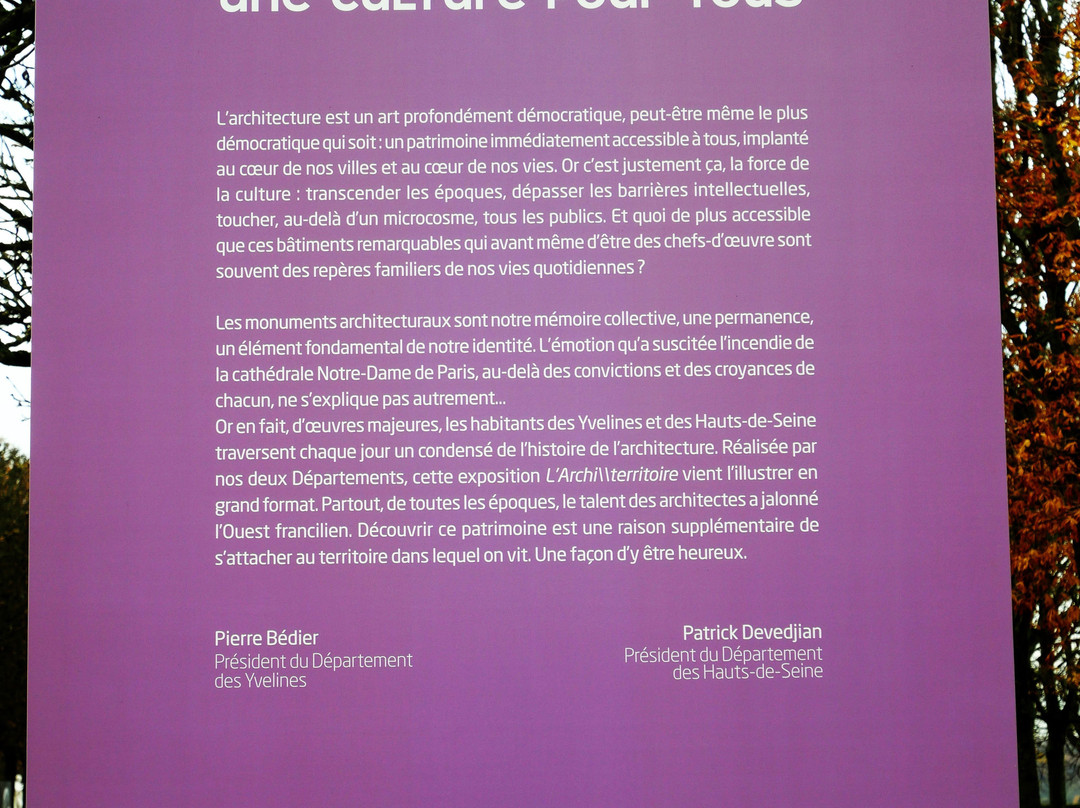 une culture pour tous
L'architecture est un art profondément démocratique, peut-être même le plus
démocratique qui soit : un patrimoine immédiatement accessible à tous, implanté
au cœur de nos villes et au cœur de nos vies. Or c'est justement ça, la force de
la culture : transcender les époques, dépasser les barrières intellectuelles,
toucher, au-delà d'un microcosme, tous les publics. Et quoi de plus accessible
que ces bâtiments remarquables qui avant même d'être des chefs-d'œuvre sont
souvent des repères familiers de nos vies quotidiennes ?
Les monuments architecturaux sont notre mémoire collective, une permanence,
un élément fondamental de notre identité. L'émotion qu'a suscitée l'incendie de
la cathédrale Notre-Dame de Paris, au-delà des convictions et des croyances de
chacun, ne s'explique pas autrement...
Or en fait, d'œuvres majeures, les habitants des Yvelines et des Hauts-de-Seine
traversent chaque jour un condensé de l'histoire de l'architecture. Réalisée par
nos deux Départements, cette exposition L'Archi\\territoire vient l'illustrer en
grand format. Partout, de toutes les époques, le talent des architectes a jalonné
l'Ouest francilien. Découvrir ce patrimoine est une raison supplémentaire de
s'attacher au territoire dans lequel on vit. Une façon d'y être heureux.
Pierre Bédier
Président du Département
des Yvelines
Patrick Devedjian
Président du Département
des Hauts-de-Seine